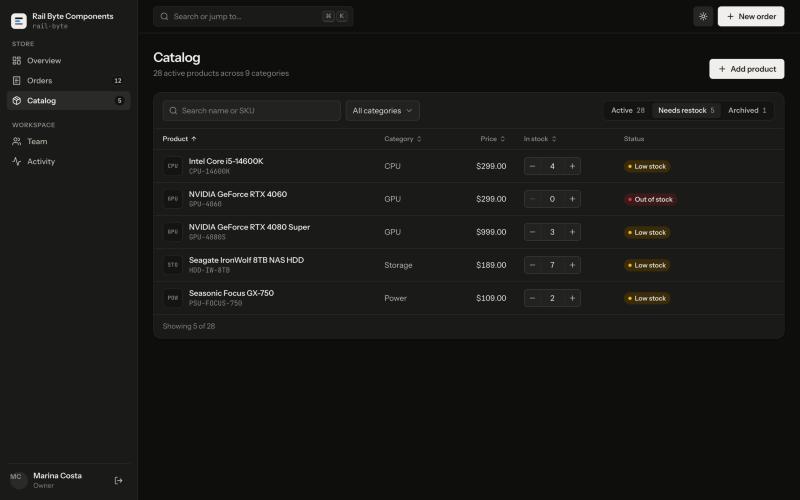 Rail Byte Components
rail-byte
STORE
Overview
Orders 12
Catalog 5
WORKSPACE
Team
Activity
MC
Marina Costa
Owner
Search or jump to… ⌘ K
New order
Catalog
28 active products across 9 categories
Add product
Search name or SKU
All categories
Active 28 Needs restock 5 Archived 1
Product Category Price In stock Status
CPU Intel Core i5-14600K CPU $299.00 4 Low stock
CPU-14600K
GPU NVIDIA GeForce RTX 4060 GPU $299.00 0 Out of stock
GPU-4060
GPU NVIDIA GeForce RTX 4080 Super GPU $999.00 3 Low stock
GPU-4080S
STO Seagate IronWolf 8TB NAS HDD Storage $189.00 7 Low stock
HDD-IW-8TB
POW Seasonic Focus GX-750 Power $109.00 2 Low stock
PSU-FOCUS-750
Showing 5 of 28